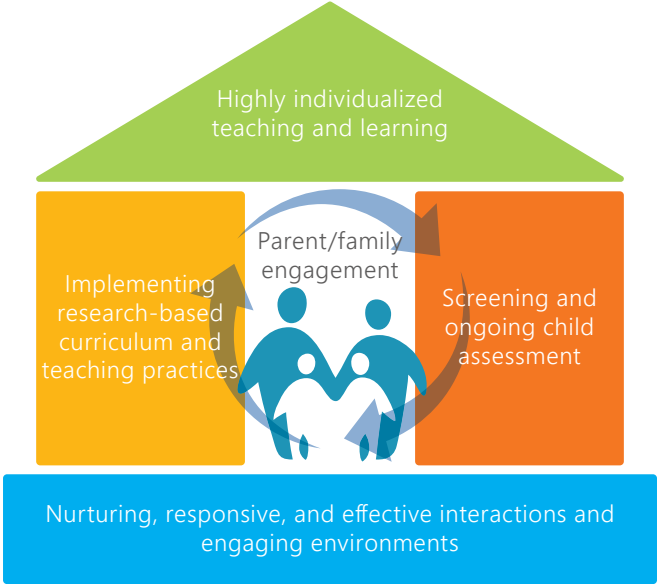 Highly individualized
teaching and learning
Parent/family
engagement
Implementing
research-based
curriculum and
teaching practices
Screening and
ongoing child
assessment
Nurturing, responsive, and effective interactions and
engaging environments